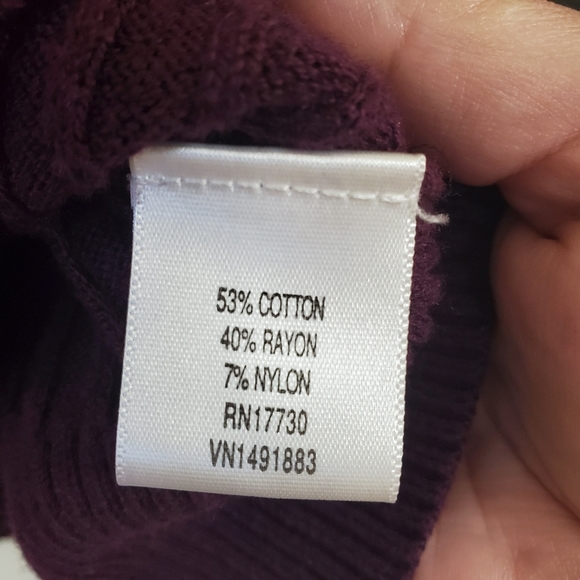 53% COTTON
40% RAYON
7% NYLON
RN17730
VN1491883